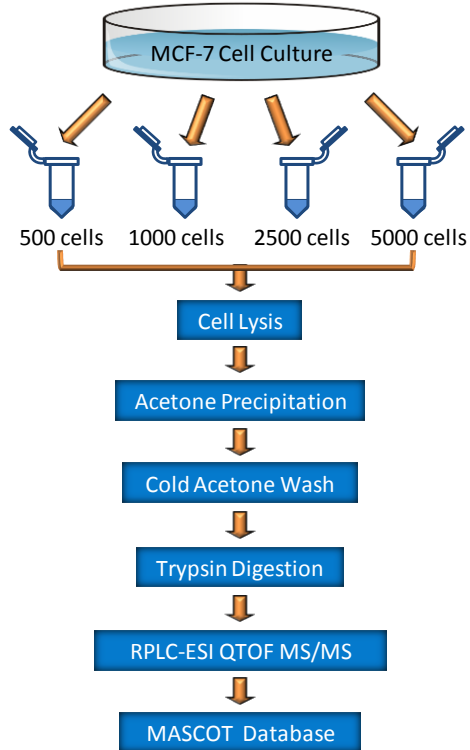 MCF-7 Cell Culture
500 cells 1000 cells 2500 cells 5000 cells
Cell Lysis
Acetone Precipitation
Cold Acetone Wash
Trypsin Digestion
RPLC-ESI QTOF MS/MS
MASCOT Database